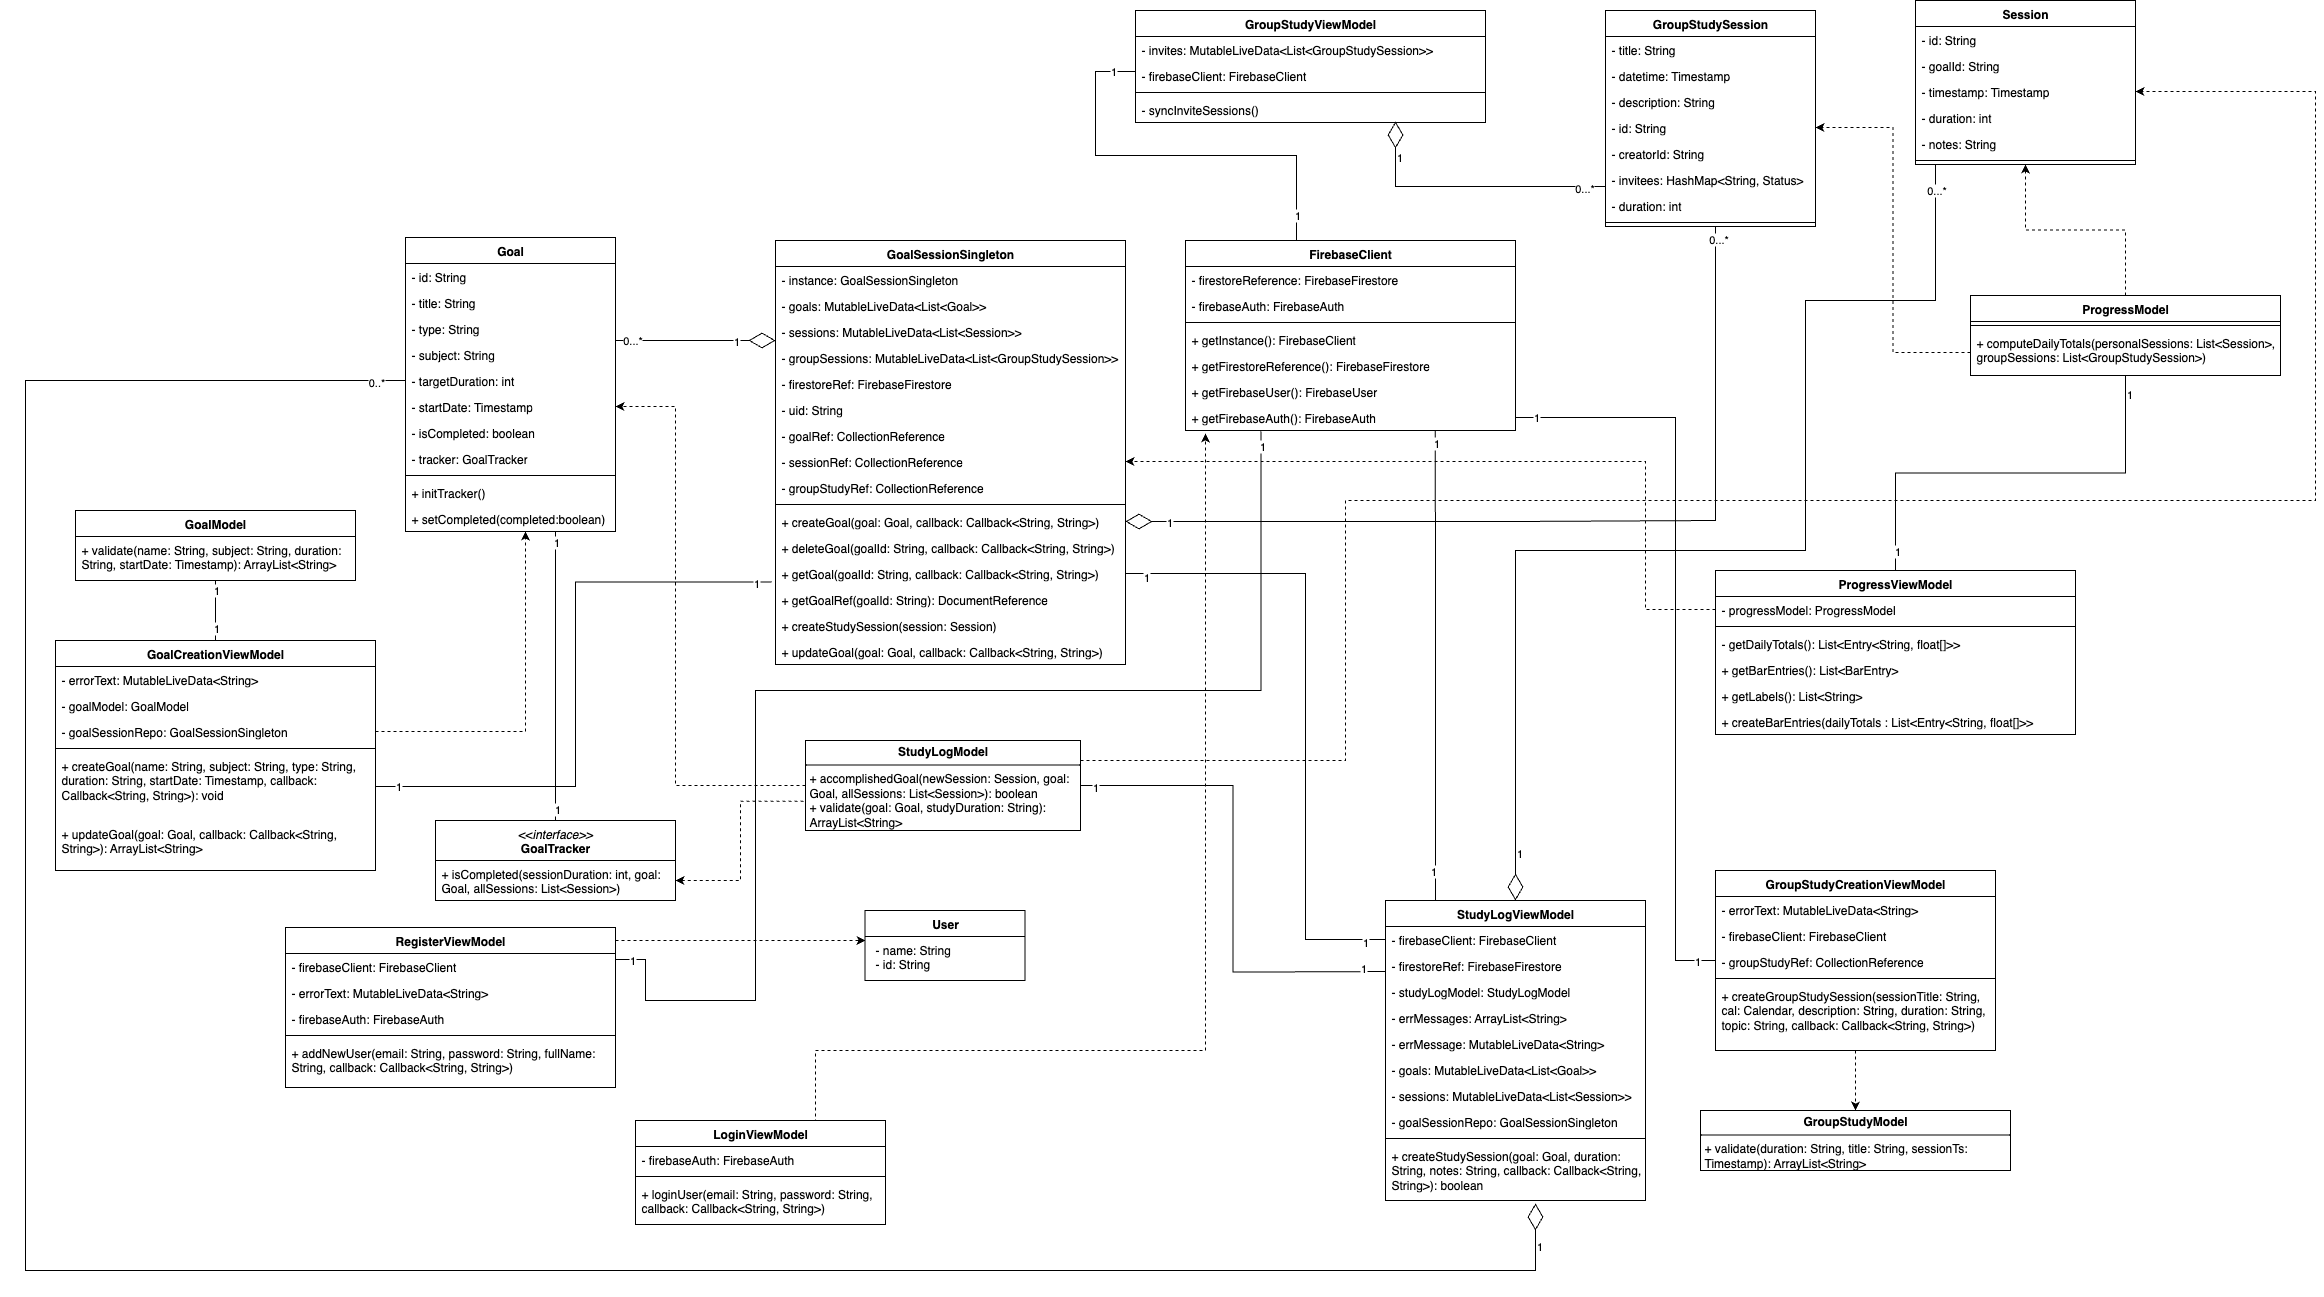 GroupStudyViewModel
- invites: MutableLiveData<List<GroupStudySession>>
- firebaseClient: FirebaseClient
- syncInviteSessions()
1
1
0...*
1
GroupStudySession
- title: String
- datetime: Timestamp
- description: String
- id: String
- creatorId: String
- invitees: HashMap<String, Status>
- duration: int
0...*
Session
- id: String
- goalId: String
- timestamp: Timestamp
- duration: int
- notes: String
0...*
Goal
- id: String
- title: String
- type: String
- subject: String
- targetDuration: int
- startDate: Timestamp
- isCompleted: boolean
- tracker: GoalTracker
+ initTracker()
+ setCompleted(completed:boolean)
0...*
1
0..*
1
GoalSessionSingleton
- instance: GoalSessionSingleton
- goals: MutableLiveData<List<Goal>>
- sessions: MutableLiveData<List<Session>>
- groupSessions: MutableLiveData<List<GroupStudySession>>
- firestoreRef: FirebaseFirestore
- uid: String
- goalRef: CollectionReference
- sessionRef: CollectionReference
- groupStudyRef: CollectionReference
+ createGoal(goal: Goal, callback: Callback<String, String>)
+ deleteGoal(goalId: String, callback: Callback<String, String>)
+ getGoal(goalId: String, callback: Callback<String, String>)
+ getGoalRef(goalId: String): DocumentReference
+ createStudySession(session: Session)
+ updateGoal(goal: Goal, callback: Callback<String, String>)
1
1
1
FirebaseClient
- firestoreReference: FirebaseFirestore
- firebaseAuth: FirebaseAuth
+ getInstance(): FirebaseClient
+ getFirestoreReference(): FirebaseFirestore
+ getFirebaseUser(): FirebaseUser
+ getFirebaseAuth(): FirebaseAuth
1
1
1
ProgressModel
+ computeDailyTotals(personalSessions: List<Session>,
groupSessions: List<GroupStudySession>)
1
1
GoalModel
+ validate(name: String, subject: String, duration:
String, startDate: Timestamp): ArrayList<String>
1
1
GoalCreationViewModel
- errorText: MutableLiveData<String>
- goalModel: GoalModel
- goalSessionRepo: GoalSessionSingleton
+ createGoal(name: String, subject: String, type: String,
duration: String, startDate: Timestamp, callback:
Callback<String, String>): void
+ updateGoal(goal: Goal, callback: Callback<String,
String>): ArrayList<String>
1
1
ProgressViewModel
- progressModel: ProgressModel
- getDailyTotals(): List<Entry<String, float[]>>
+ getBarEntries(): List<BarEntry>
+ getLabels(): List<String>
+ createBarEntries(dailyTotals : List<Entry<String, float[]>>
StudyLogModel
+ accomplishedGoal(newSession: Session, goal:
Goal, allSessions: List<Session>): boolean
+ validate(goal: Goal, studyDuration: String):
ArrayList<String>
1
<<interface>>
GoalTracker
+ isCompleted(sessionDuration: int, goal:
Goal, allSessions: List<Session>)
RegisterViewModel
- firebaseClient: FirebaseClient
- errorText: MutableLiveData<String>
- firebaseAuth: FirebaseAuth
+ addNewUser(email: String, password: String, fullName:
String, callback: Callback<String, String>)
1
User
- name: String
- id: String
LoginViewModel
- firebaseAuth: FirebaseAuth
+ loginUser(email: String, password: String,
callback: Callback<String, String>)
1
1
1
1
StudyLogViewModel
- firebaseClient: FirebaseClient
- firestoreRef: FirebaseFirestore
- studyLogModel: StudyLogModel
- errMessages: ArrayList<String>
- errMessage: MutableLiveData<String>
- goals: MutableLiveData<List<Goal>>
- sessions: MutableLiveData<List<Session>>
- goalSessionRepo: GoalSessionSingleton
+ createStudySession(goal: Goal, duration:
String, notes: String, callback: Callback<String,
String>): boolean
1
1
GroupStudyCreationViewModel
- errorText: MutableLiveData<String>
- firebaseClient: FirebaseClient
- groupStudyRef: CollectionReference
+ createGroupStudySession(sessionTitle: String,
cal: Calendar, description: String, duration: String,
topic: String, callback: Callback<String, String>)
GroupStudyModel
+ validate(duration: String, title: String, sessionTs:
Timestamp): ArrayList<String>